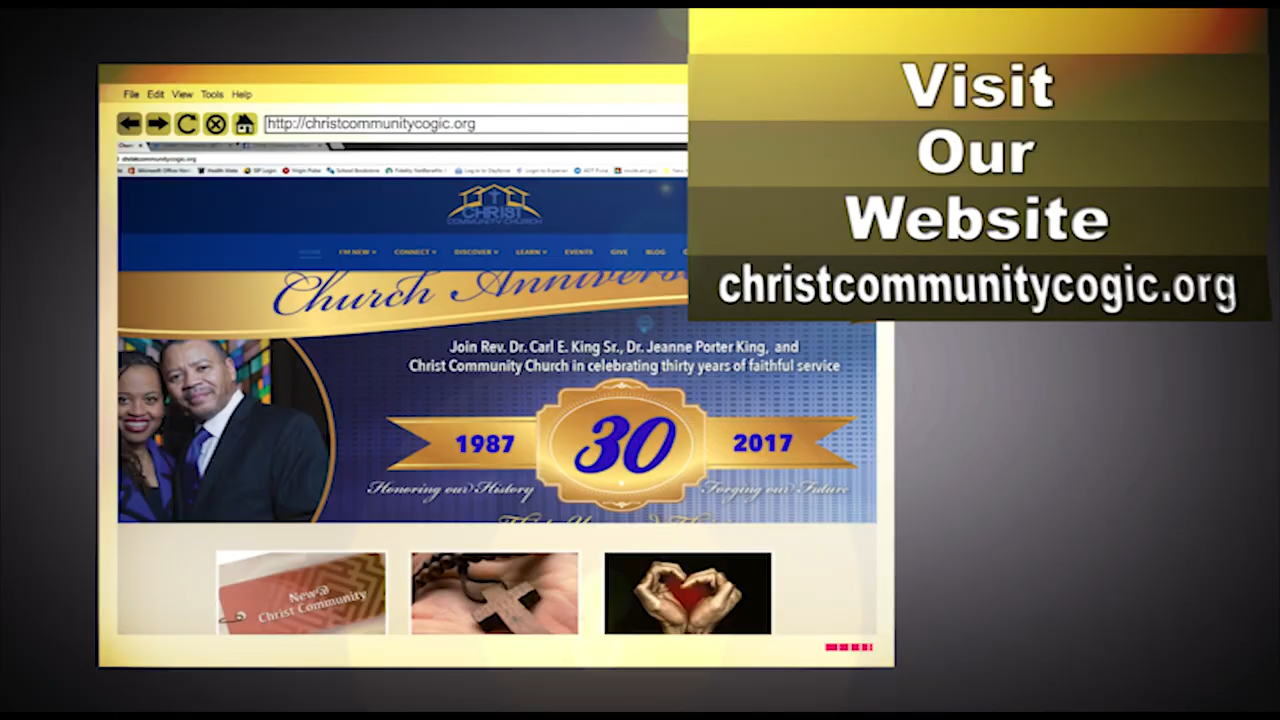 Visit
Our
Website
christcommunitycogic.org
File Edit View Tools Help
http://christcommunitycogic.org
christcommunitycogic.org
CHRIST
COMMUNITY CHURCH
HOME I'M NEW CONNECT DISCOVER LEARN EVENTS GIVE BLOG
Church
Join Rev. Dr. Carl E. King Sr., Dr. Jeanne Porter King, and
Christ Community Church in celebrating thirty years of faithful service
1987 30 2017
Honoring our History Forging our Future
New@
Christ Community